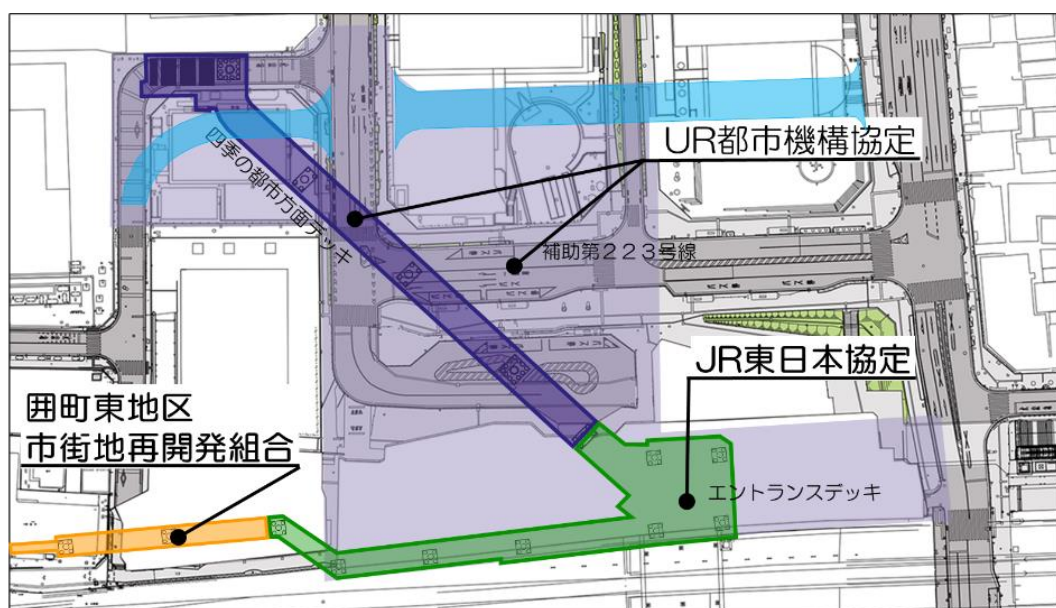 UR都市機構協定
四季の都市方面デッキ
補助第２２３号線
JR東日本協定
囲町東地区
市街地再開発組合
エントランスデッキ